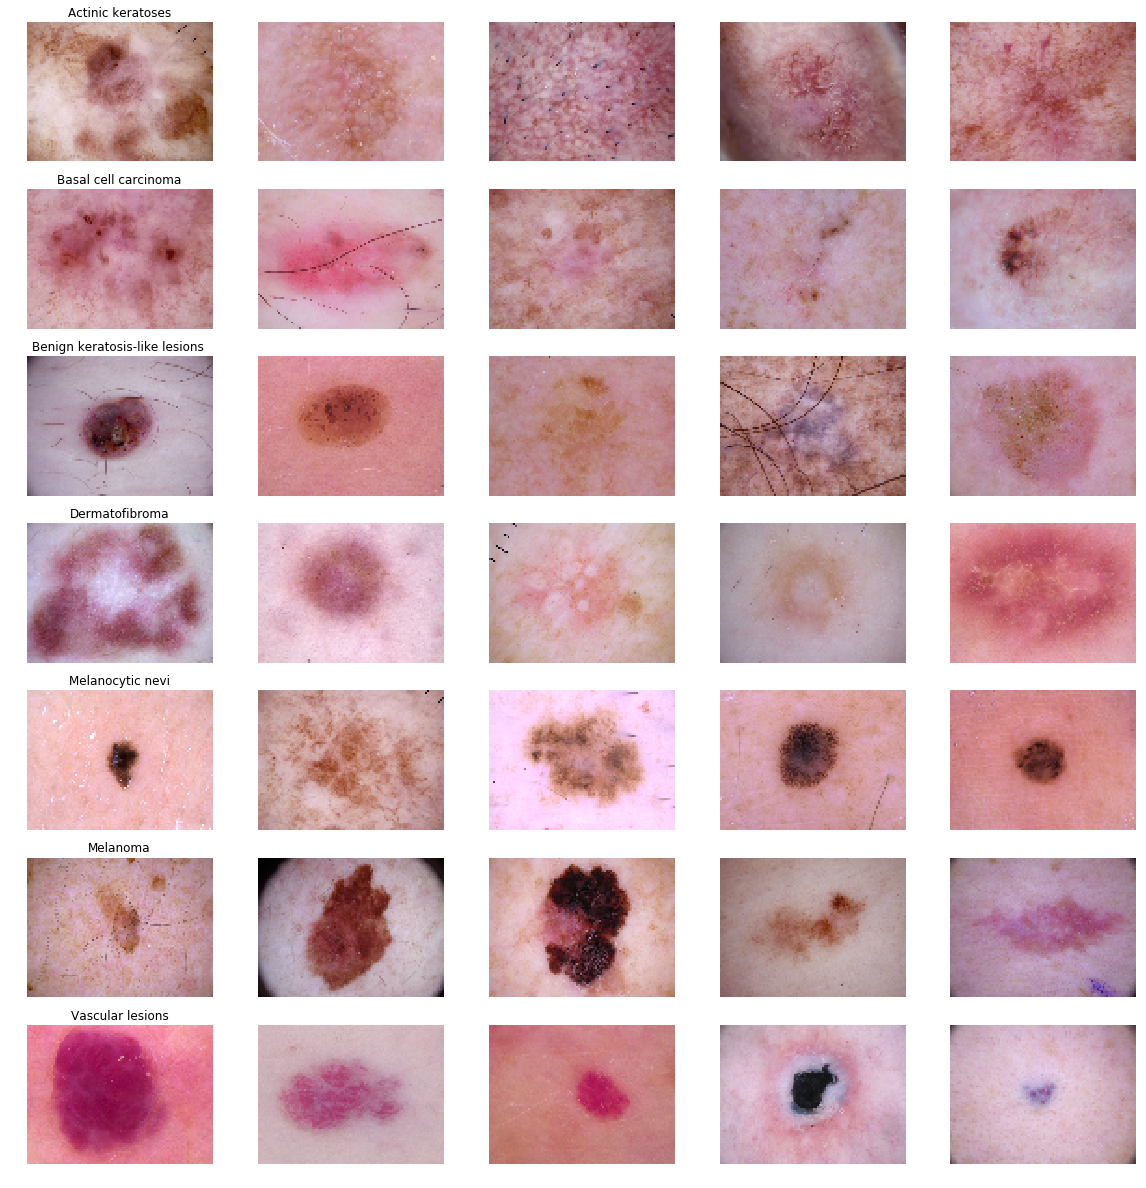 Actinic keratoses
Basal cell carcinoma
Benign keratosis-like lesions
Dermatofibroma
Melanocytic nevi
Melanoma
Vascular lesions